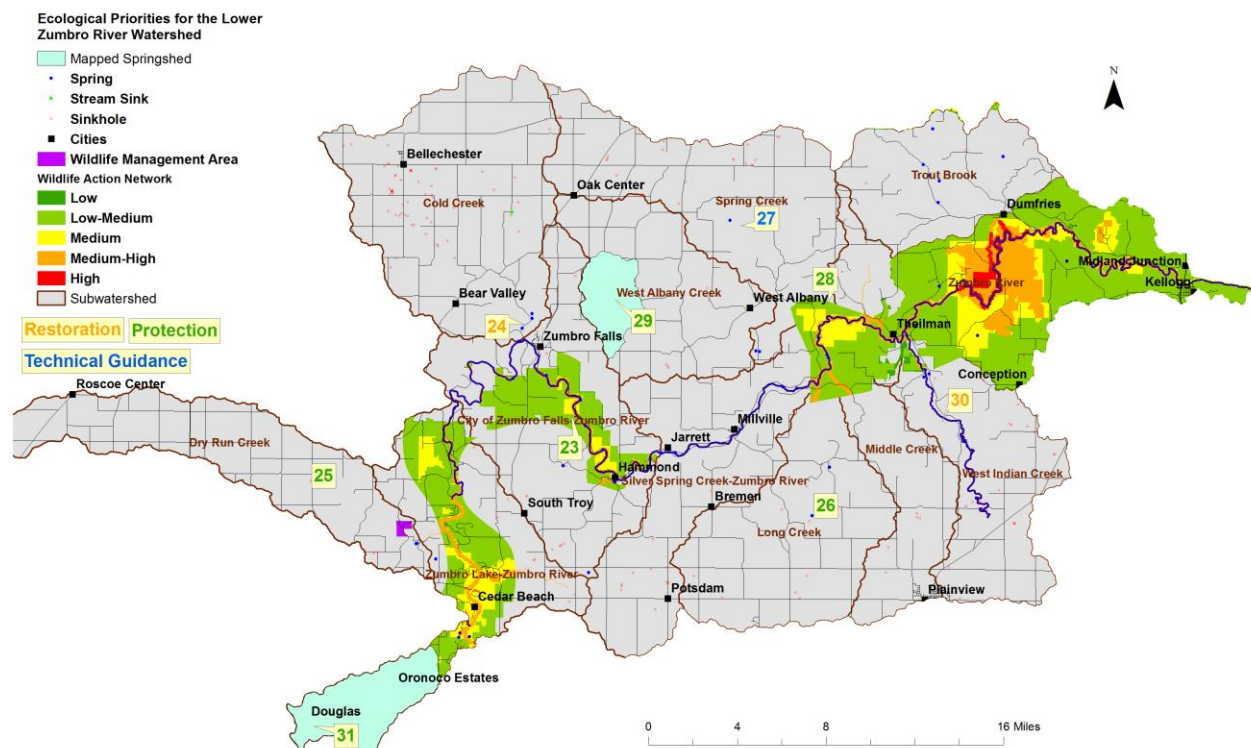 Ecological Priorities for the Lower
Zumbro River Watershed
Mapped Springshed
Spring
Stream Sink
Sinkhole
Cities
Wildlife Management Area
Wildlife Action Network
Low
Low-Medium
Medium
Medium-High
High
Subwatershed
Restoration Protection
Technical Guidance
N
Bellechester
Oak Center
Cold Creek
Spring Creek
27
Trout Brook
Dumfries
Midland Junction
Kellogg
Zumbro River
28
Bear Valley
West Albany Creek
West Albany
24
29
Zumbro Falls
Theilman
Roscoe Center
Conception
30
City of Zumbro Falls-Zumbro River
Millville
Dry Run Creek
23
Jarrett
Middle Creek
25
Hammond
Silver Spring Creek-Zumbro River
West Indian Creek
South Troy
Bremen
26
Long Creek
Zumbro Lake-Zumbro River
Cedar Beach
Potsdam
Plainview
Oronoco Estates
Douglas
31
0 4 8 16 Miles